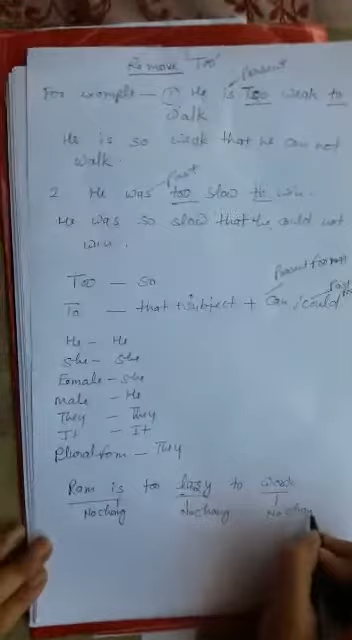 Remove "Too"
Present
For example - ① He is Too weak to
walk
He is so weak that he can not
walk.
Past
2 He was too slow to win.
He was so slow that he could not
win.
Present form
Past
Too - so
To - that + subject + can / could
He - He
She - She
Female - She
Male - He
They - They
It - It
Plural form - They
Ram is too lazy to work
No chang No chang No chang